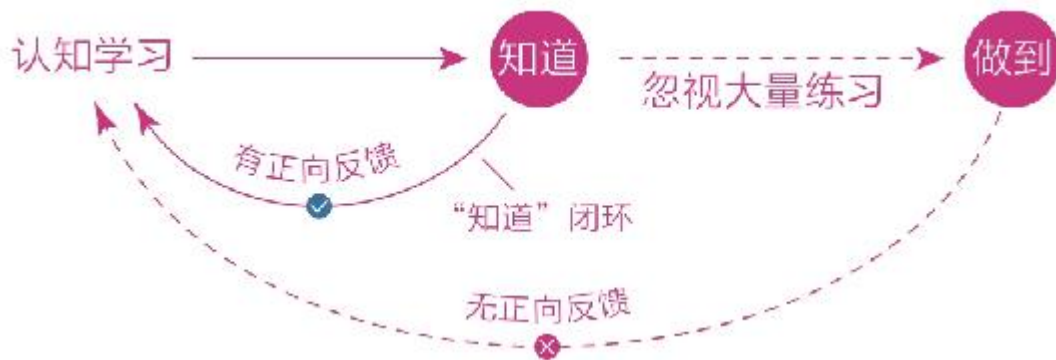 认知学习
知道
忽视大量练习
做到
有正向反馈
“知道”闭环
无正向反馈